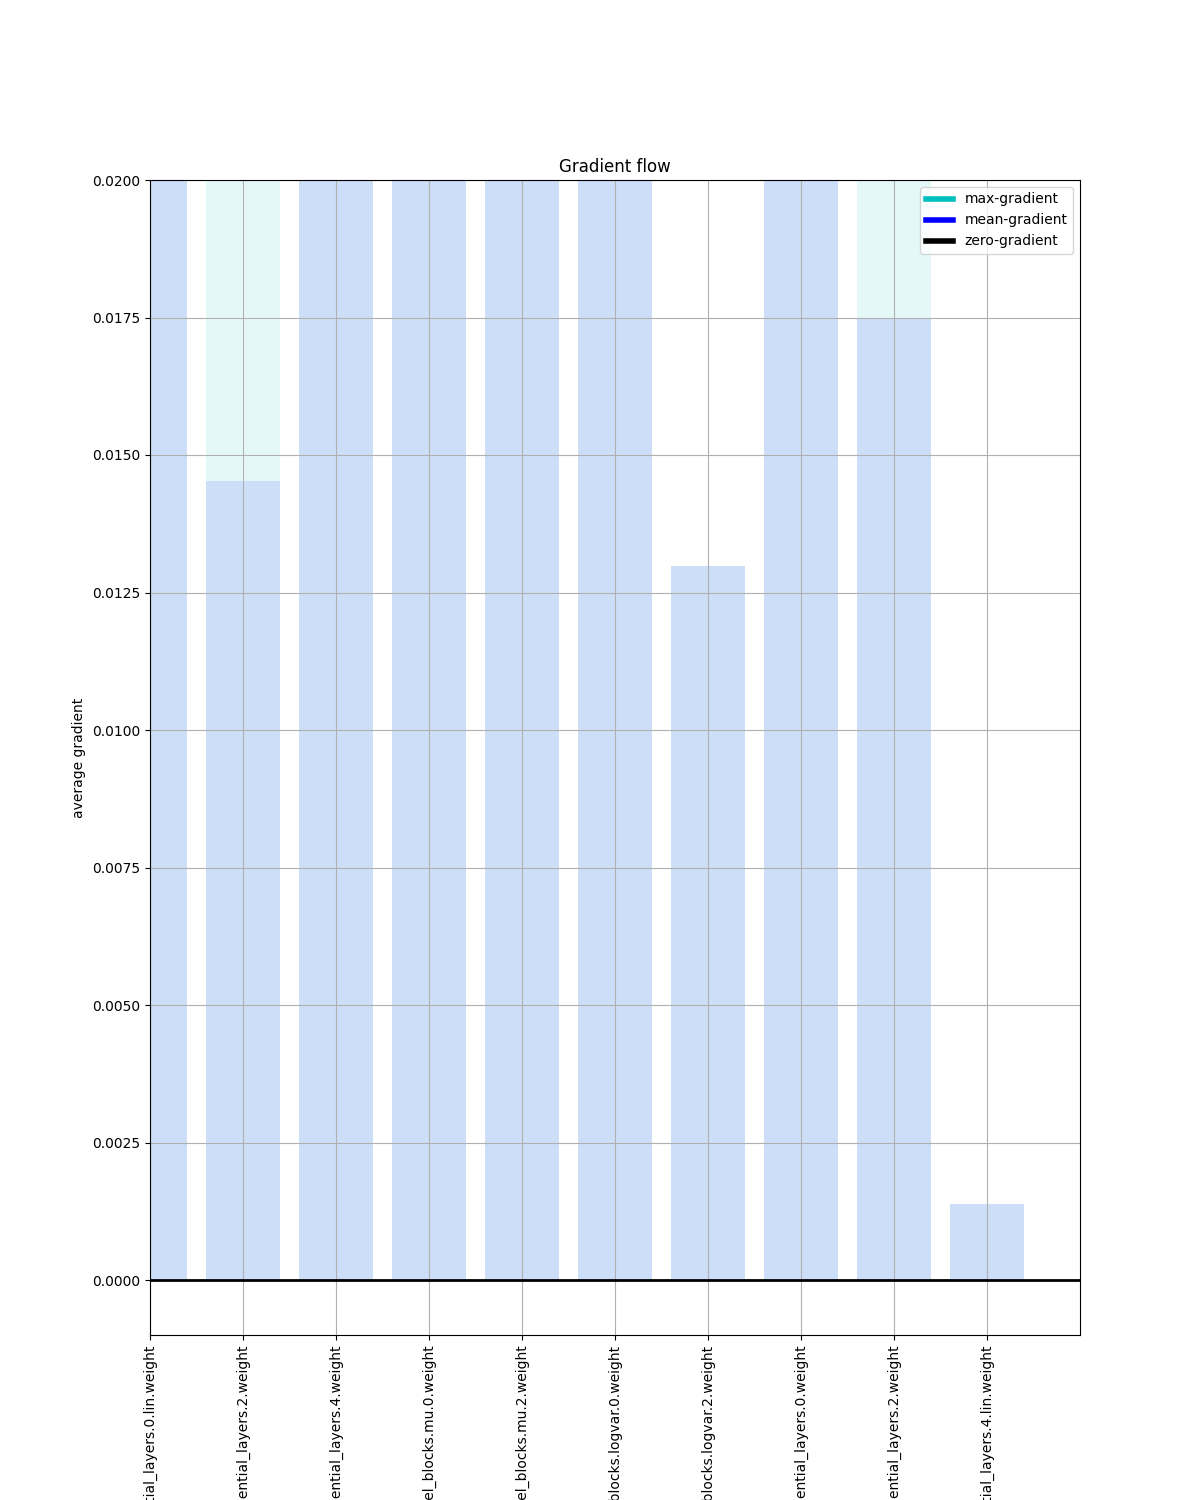 Gradient flow
max-gradient
mean-gradient
zero-gradient
0.0200
0.0175
0.0150
0.0125
0.0100
0.0075
0.0050
0.0025
0.0000
average gradient
tial_layers.0.lin.weight
ential_layers.2.weight
ential_layers.4.weight
el_blocks.mu.0.weight
el_blocks.mu.2.weight
blocks.logvar.0.weight
blocks.logvar.2.weight
ential_layers.0.weight
ential_layers.2.weight
tial_layers.4.lin.weight